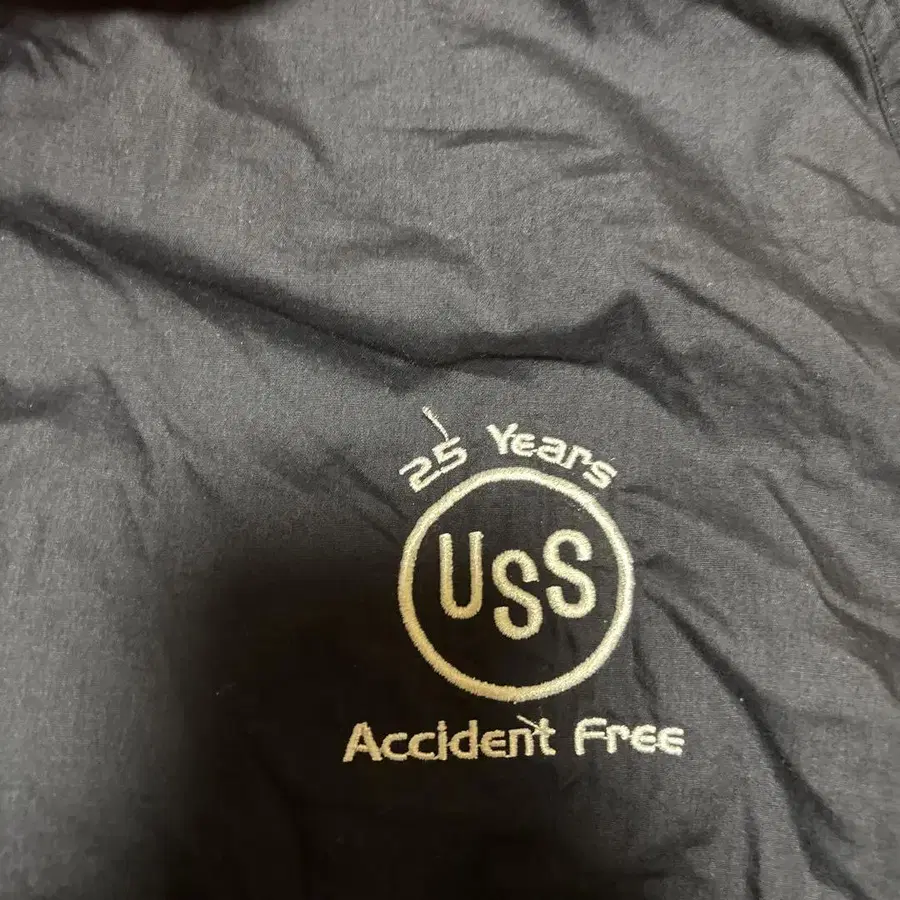 25 Years
USS
Accident Free